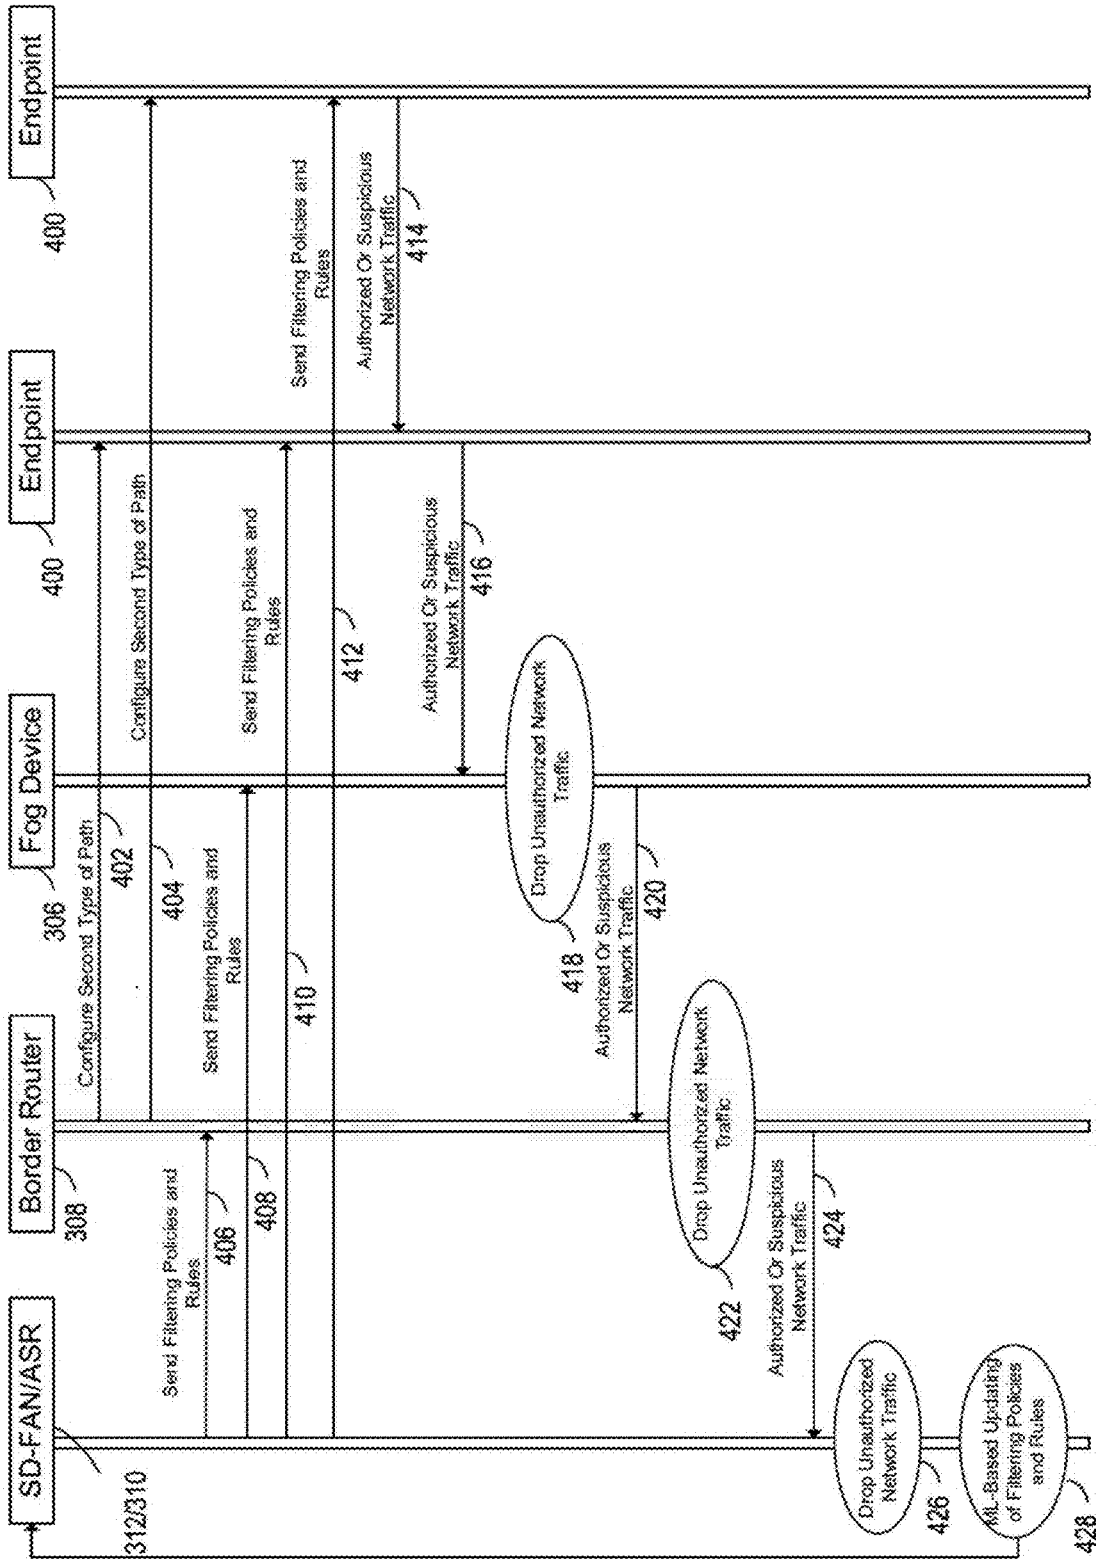 SD-FAN/ASR
312/310
Border Router
308
Fog Device
306
Endpoint
400
Endpoint
400
Configure Second Type of Path
402
Configure Second Type of Path
404
Send Filtering Policies and
Rules
406
Send Filtering Policies and
Rules
408
Send Filtering Policies and
Rules
410
Send Filtering Policies and
Rules
412
Authorized Or Suspicious
Network Traffic
414
Authorized Or Suspicious
Network Traffic
416
Drop Unauthorized Network
Traffic
418
Authorized Or Suspicious
Network Traffic
420
Drop Unauthorized Network
Traffic
422
Authorized Or Suspicious
Network Traffic
424
Drop Unauthorized
Network Traffic
426
ML-Based Updating
of Filtering Policies
and Rules
428